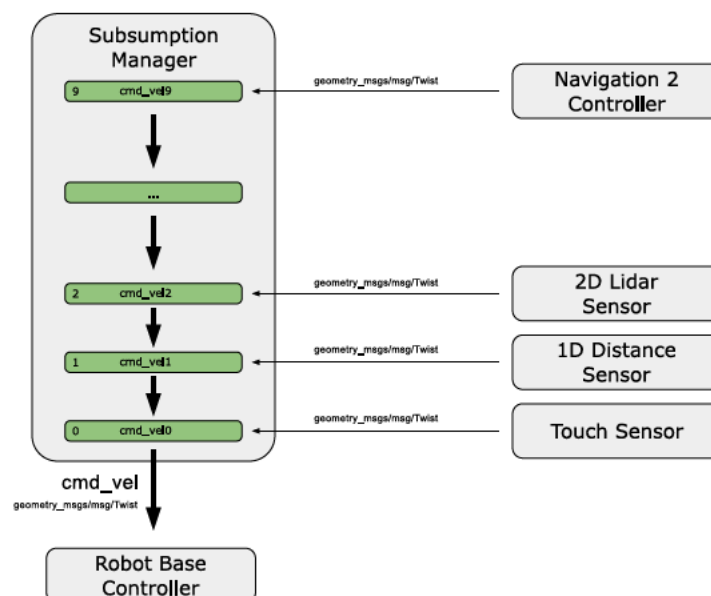 Subsumption
Manager
9 cmd_vel9
geometry_msgs/msg/Twist
Navigation 2
Controller
...
2 cmd_vel2
geometry_msgs/msg/Twist
2D Lidar
Sensor
1 cmd_vel1
geometry_msgs/msg/Twist
1D Distance
Sensor
0 cmd_vel0
geometry_msgs/msg/Twist
Touch Sensor
cmd_vel
geometry_msgs/msg/Twist
Robot Base
Controller